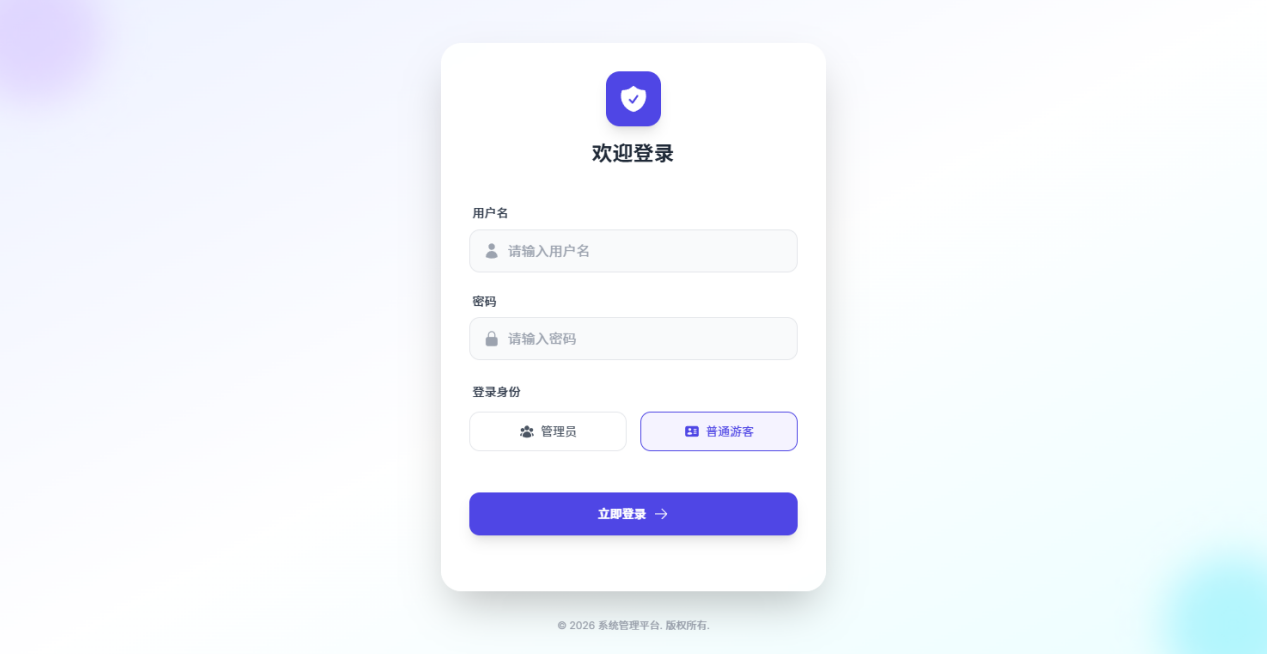 欢迎登录
用户名
请输入用户名
密码
请输入密码
登录身份
管理员 普通游客
立即登录 →
© 2026 系统管理平台. 版权所有.